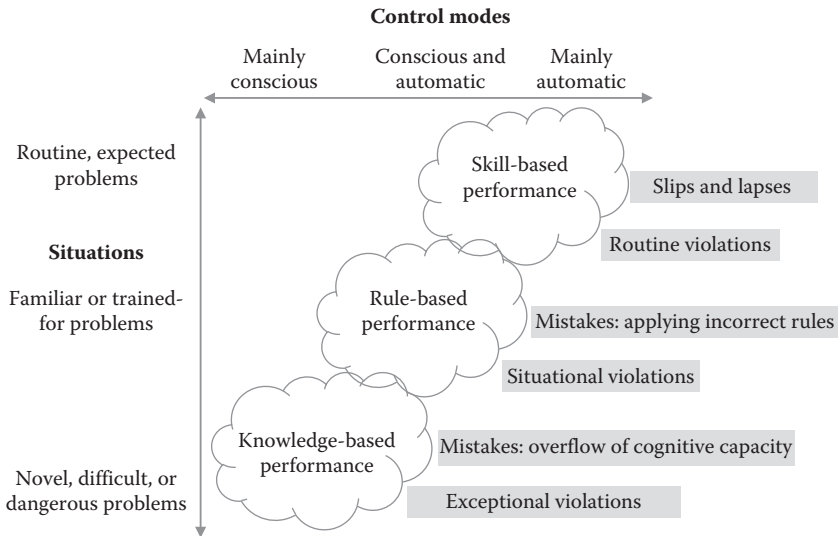 Control modes
Mainly
conscious
Conscious and
automatic
Mainly
automatic
Routine, expected
problems
Skill-based
performance
Slips and lapses
Routine violations
Situations
Familiar or trained-
for problems
Rule-based
performance
Mistakes: applying incorrect rules
Situational violations
Knowledge-based
performance
Mistakes: overflow of cognitive capacity
Novel, difficult, or
dangerous problems
Exceptional violations